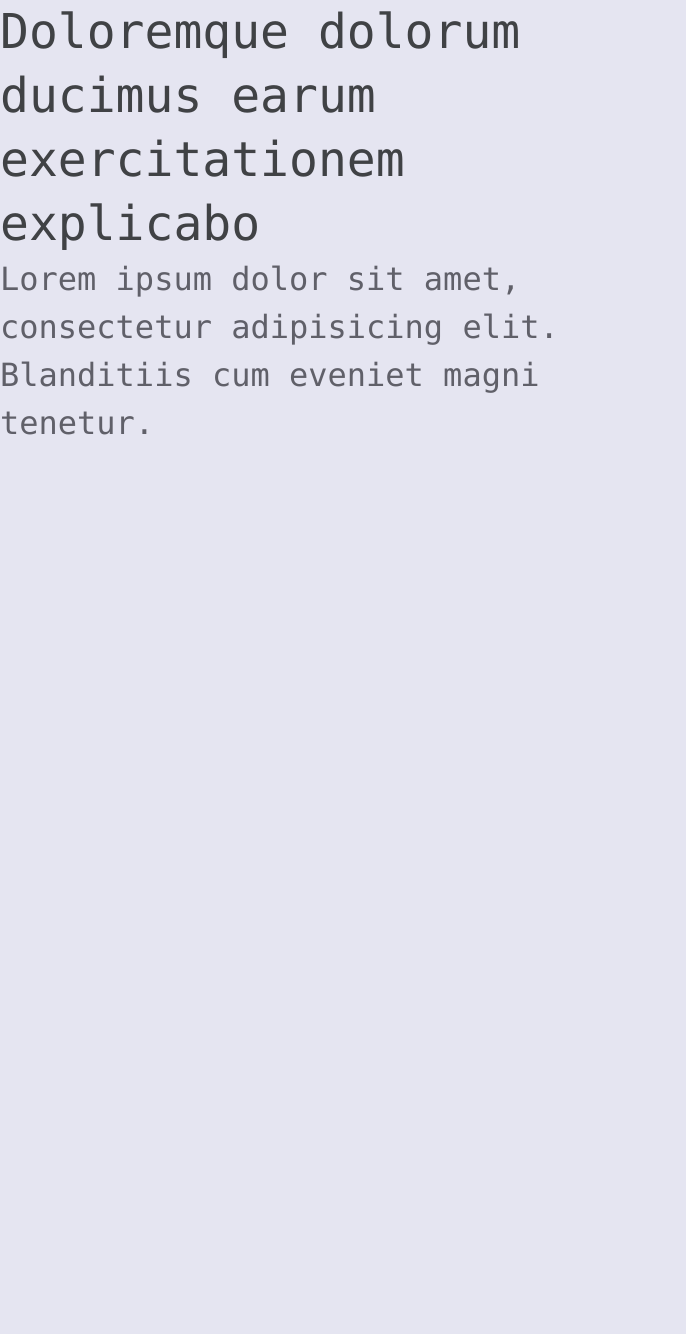 Doloremque dolorum
ducimus earum
exercitationem
explicabo
Lorem ipsum dolor sit amet,
consectetur adipisicing elit.
Blanditiis cum eveniet magni
tenetur.